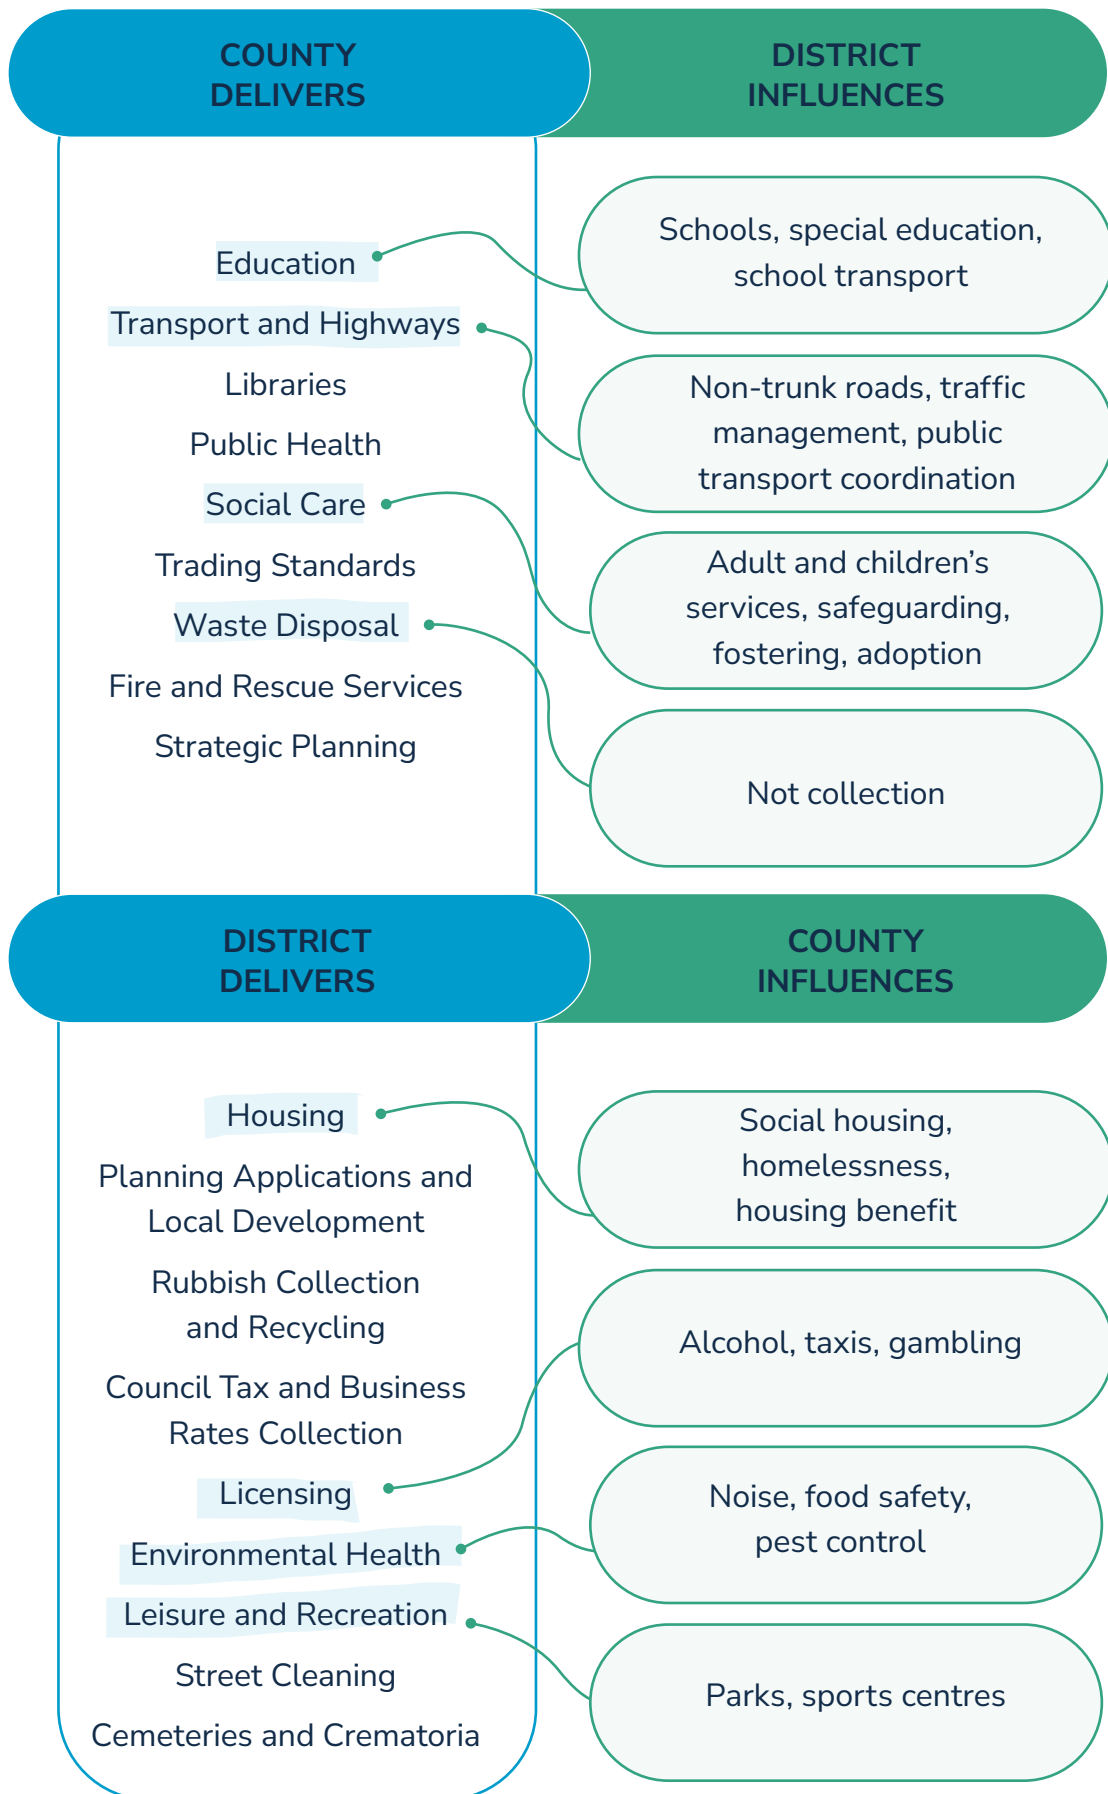 COUNTY
DELIVERS
DISTRICT
INFLUENCES
Education
Transport and Highways
Libraries
Public Health
Social Care
Trading Standards
Waste Disposal
Fire and Rescue Services
Strategic Planning
Schools, special education,
school transport
Non-trunk roads, traffic
management, public
transport coordination
Adult and children’s
services, safeguarding,
fostering, adoption
Not collection
DISTRICT
DELIVERS
COUNTY
INFLUENCES
Housing
Planning Applications and
Local Development
Rubbish Collection
and Recycling
Council Tax and Business
Rates Collection
Licensing
Environmental Health
Leisure and Recreation
Street Cleaning
Cemeteries and Crematoria
Social housing,
homelessness,
housing benefit
Alcohol, taxis, gambling
Noise, food safety,
pest control
Parks, sports centres